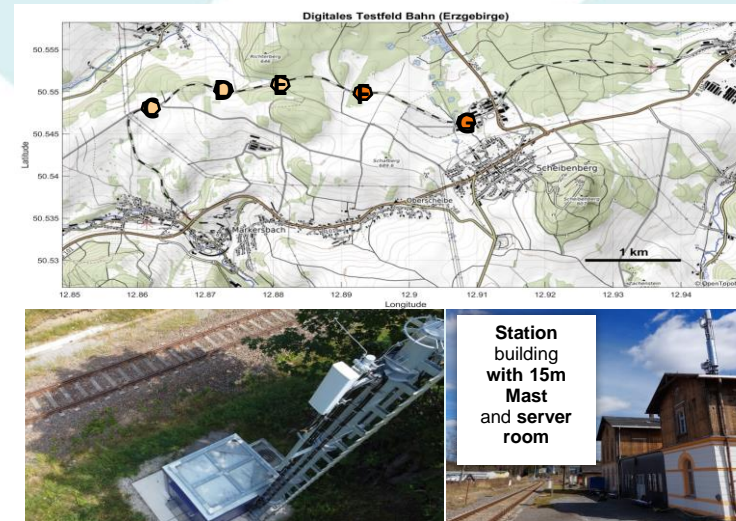 Digitales Testfeld Bahn (Erzgebirge)
50.555
50.55
50.545
50.54
50.535
50.53
Latitude
C
D
E
F
G
Scheibenberg
Oberscheibe
Markersbach
1 km
12.85
12.86
12.87
12.88
12.89
12.9
12.91
12.92
12.93
12.94
Longitude
Station
building
with 15m
Mast
and server
room